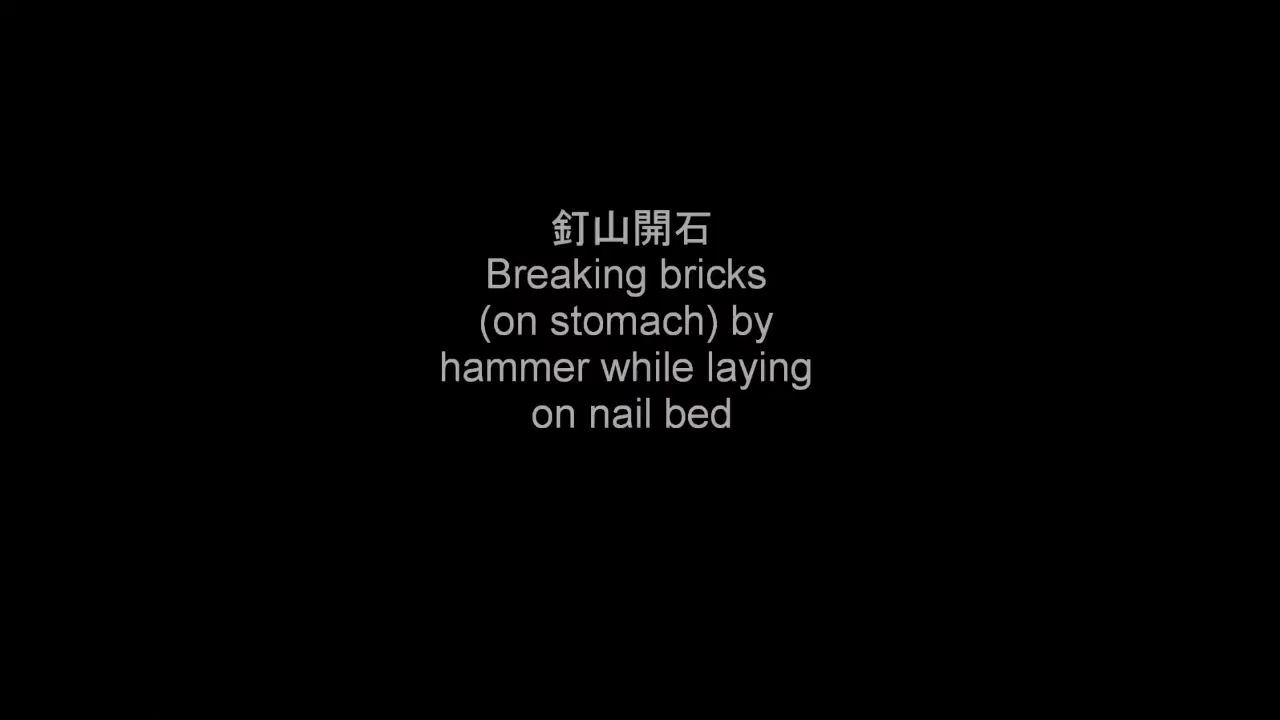 釘山開石
Breaking bricks
(on stomach) by
hammer while laying
on nail bed